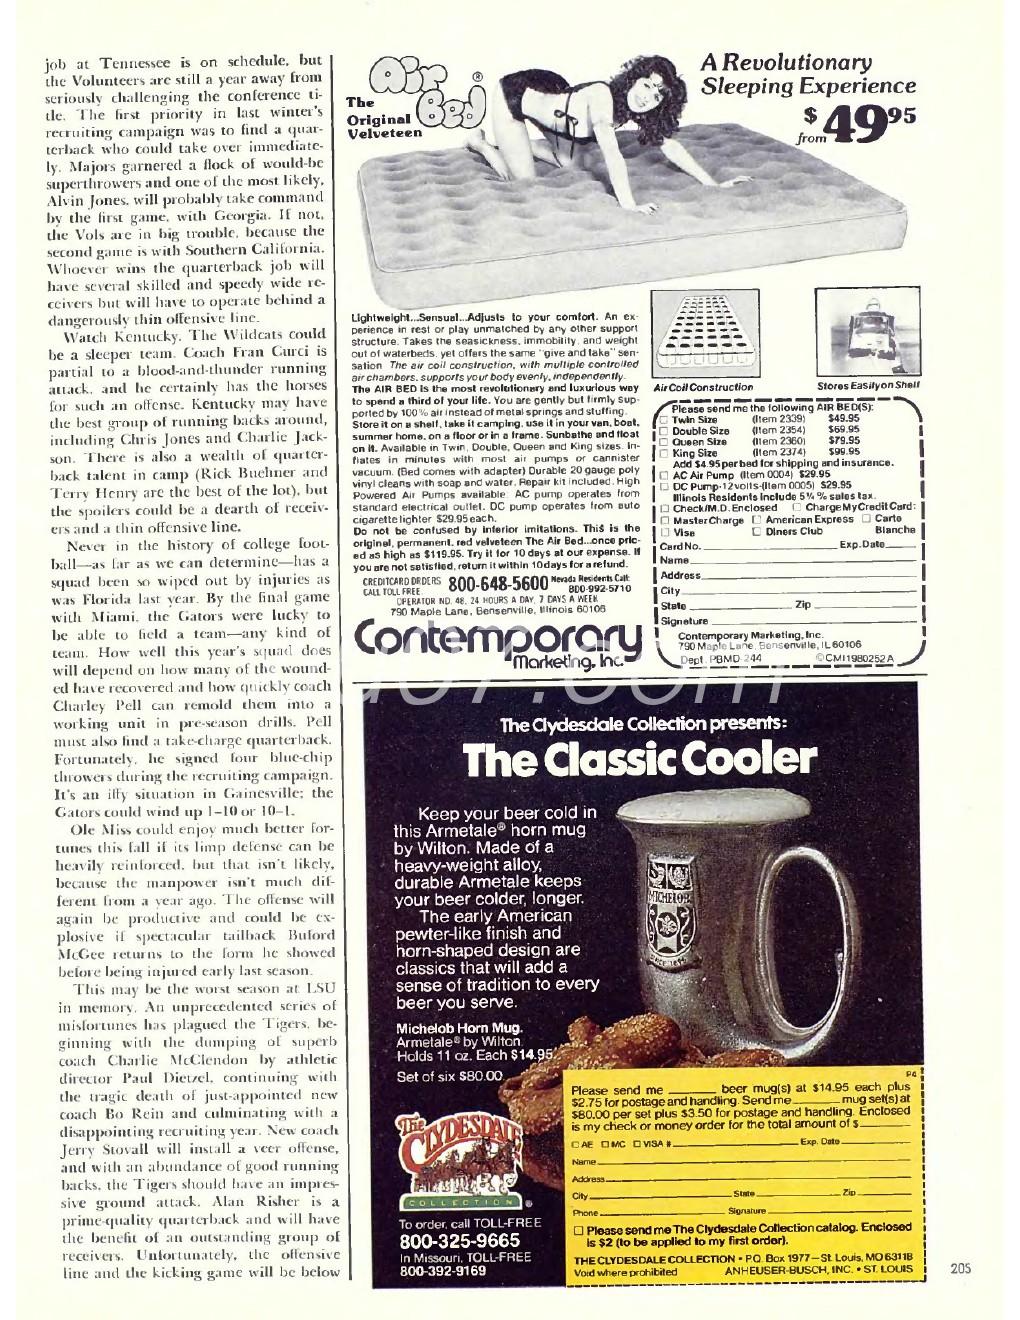 job at Tennessee is on schedule, but
the Volunteers are still a year away from
seriously challenging the conference ti-
tle. The first priority in last winter's
recruiting campaign was to find a quar-
terback who could take over immediate-
ly. Majors garnered a flock of would-be
superthrowers and one of the most likely,
Alvin Jones, will probably take command
by the first game, with Georgia. If not,
the Vols are in big trouble, because the
second game is with Southern California.
Whoever wins the quarterback job will
have several skilled and speedy wide re-
ceivers but will have to operate behind a
dangerously thin offensive line.
Watch Kentucky. The Wildcats could
be a sleeper team. Coach Fran Curci is
partial to a blood-and-thunder running
attack, and he certainly has the horses
for such an offense. Kentucky may have
the best group of running backs around,
including Chris Jones and Charlie Jack-
son. There is also a wealth of quarter-
back talent in camp (Rick Buehner and
Terry Henry are the best of the lot), but
the spoilers could be a dearth of receiv-
ers and a thin offensive line.
Never in the history of college foot-
ball—as far as we can determine—has a
squad been so wiped out by injuries as
was Florida last year. By the final game
with Miami, the Gators were lucky to
be able to field a team—any kind of
team. How well this year's squad does
will depend on how many of the wound-
ed have recovered and how quickly coach
Charley Pell can remold them into a
working unit in pre-season drills. Pell
must also find a take-charge quarterback.
Fortunately, he signed four blue-chip
throwers during the recruiting campaign.
It's an iffy situation in Gainesville; the
Gators could wind up 1–10 or 10–1.
Ole Miss could enjoy much better for-
tunes this fall if its limp defense can be
heavily reinforced, but that isn't likely,
because the manpower isn't much dif-
ferent from a year ago. The offense will
again be productive and could be ex-
plosive if spectacular tailback Buford
McGee returns to the form he showed
before being injured early last season.
This may be the worst season at LSU
in memory. An unprecedented series of
misfortunes has plagued the Tigers, be-
ginning with the dumping of superb
coach Charlie McClendon by athletic
director Paul Dietzel, continuing with
the tragic death of just-appointed new
coach Bo Rein and culminating with a
disappointing recruiting year. New coach
Jerry Stovall will install a veer offense,
and with an abundance of good running
backs, the Tigers should have an impres-
sive ground attack. Alan Risher is a
prime-quality quarterback and will have
the benefit of an outstanding group of
receivers. Unfortunately, the offensive
line and the kicking game will be below
Air
Bed®
The
Original
Velveteen
A Revolutionary
Sleeping Experience
from $49.95
Lightweight...Sensual...Adjusts to your comfort. An ex-
perience in rest or play unmatched by any other support
structure. Takes the seasickness, immobility, and weight
out of waterbeds, yet offers the same "give and take" sen-
sation The air coil construction, with multiple controlled
air chambers, supports your body evenly, independently.
The AIR BED is the most revolutionary and luxurious way
to spend a third of your life. You are gently but firmly sup-
ported by 100% air instead of metal springs and stuffing.
Store it on a shelf, take it camping, use it in your van, boat,
summer home, on a floor or in a frame. Sunbathe and float
on it. Available in Twin, Double, Queen and King sizes. In-
flates in minutes with most air pumps or cannister
vacuum. (Bed comes with adapter) Durable 20 gauge poly
vinyl cleans with soap and water. Repair kit included. High
Powered Air Pumps available. AC pump operates from
standard electrical outlet. DC pump operates from auto
cigarette lighter $29.95 each.
Do not be confused by inferior imitations. This is the
original, permanent, red velveteen The Air Bed...once pric-
ed as high as $119.95. Try it for 10 days at our expense. If
you are not satisfied, return it within 10 days for a refund.
CREDIT CARD ORDERS
CALL TOLL FREE
800-648-5600
Nevada Residents Call:
800-992-5710
OPERATOR NO. 48, 24 HOURS A DAY, 7 DAYS A WEEK
790 Maple Lane, Bensenville, Illinois 60106
Contemporary
Marketing, Inc.
Air Coil Construction
Stores Easily on Shelf
Please send me the following AIR BED(S):
☐ Twin Size (Item 2339) $49.95
☐ Double Size (Item 2354) $69.95
☐ Queen Size (Item 2360) $79.95
☐ King Size (Item 2374) $99.95
Add $4.95 per bed for shipping and insurance.
☐ AC Air Pump (Item 0004) $29.95
☐ DC Pump-12 volts-(Item 0005) $29.95
Illinois Residents Include 5¼% sales tax.
☐ Check/M.D. Enclosed ☐ Charge My Credit Card:
☐ Master Charge ☐ American Express ☐ Carte
☐ Visa ☐ Diners Club Blanche
Card No. Exp. Date
Name
Address
City
State Zip
Signature
Contemporary Marketing, Inc.
790 Maple Lane, Bensenville, IL 60106
Dept. PBMD-244 ©CMI1980252A
The Clydesdale Collection presents:
The Classic Cooler
Keep your beer cold in
this Armetale® horn mug
by Wilton. Made of a
heavy-weight alloy,
durable Armetale keeps
your beer colder, longer.
The early American
pewter-like finish and
horn-shaped design are
classics that will add a
sense of tradition to every
beer you serve.
Michelob Horn Mug.
Armetale® by Wilton.
Holds 11 oz. Each $14.95
Set of six $80.00
MICHELOB
SINCE 1896
The
CLYDESDALE
COLLECTION®
To order, call TOLL-FREE
800-325-9665
In Missouri, TOLL-FREE
800-392-9169
P4
Please send me beer mug(s) at $14.95 each plus
$2.75 for postage and handling. Send me mug set(s) at
$80.00 per set plus $3.50 for postage and handling. Enclosed
is my check or money order for the total amount of $
☐ AE ☐ MC ☐ VISA # Exp. Date
Name
Address
City State Zip
Phone Signature
☐ Please send me The Clydesdale Collection catalog. Enclosed
is $2 (to be applied to my first order).
THE CLYDESDALE COLLECTION • P.O. Box 1977—St. Louis, MO 63118
Void where prohibited ANHEUSER-BUSCH, INC. • ST. LOUIS
205